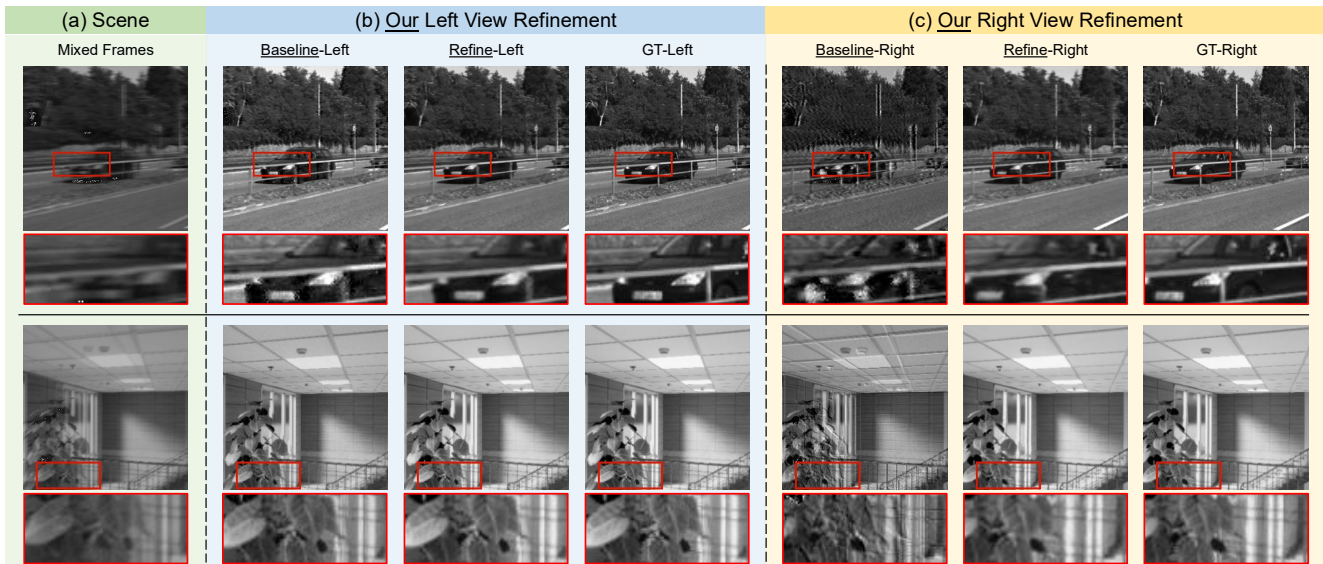 (a) Scene
(b) Our Left View Refinement
(c) Our Right View Refinement
Mixed Frames
Baseline-Left
Refine-Left
GT-Left
Baseline-Right
Refine-Right
GT-Right